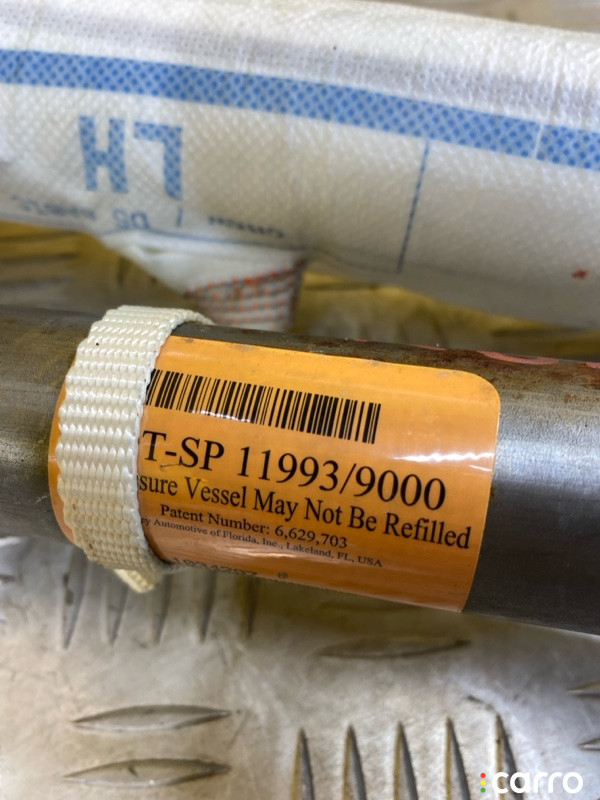 LH
T-SP 11993/9000
sure Vessel May Not Be Refilled
Patent Number: 6,629,703
Automotive of Florida, Inc., Lakeland, FL, USA
carro